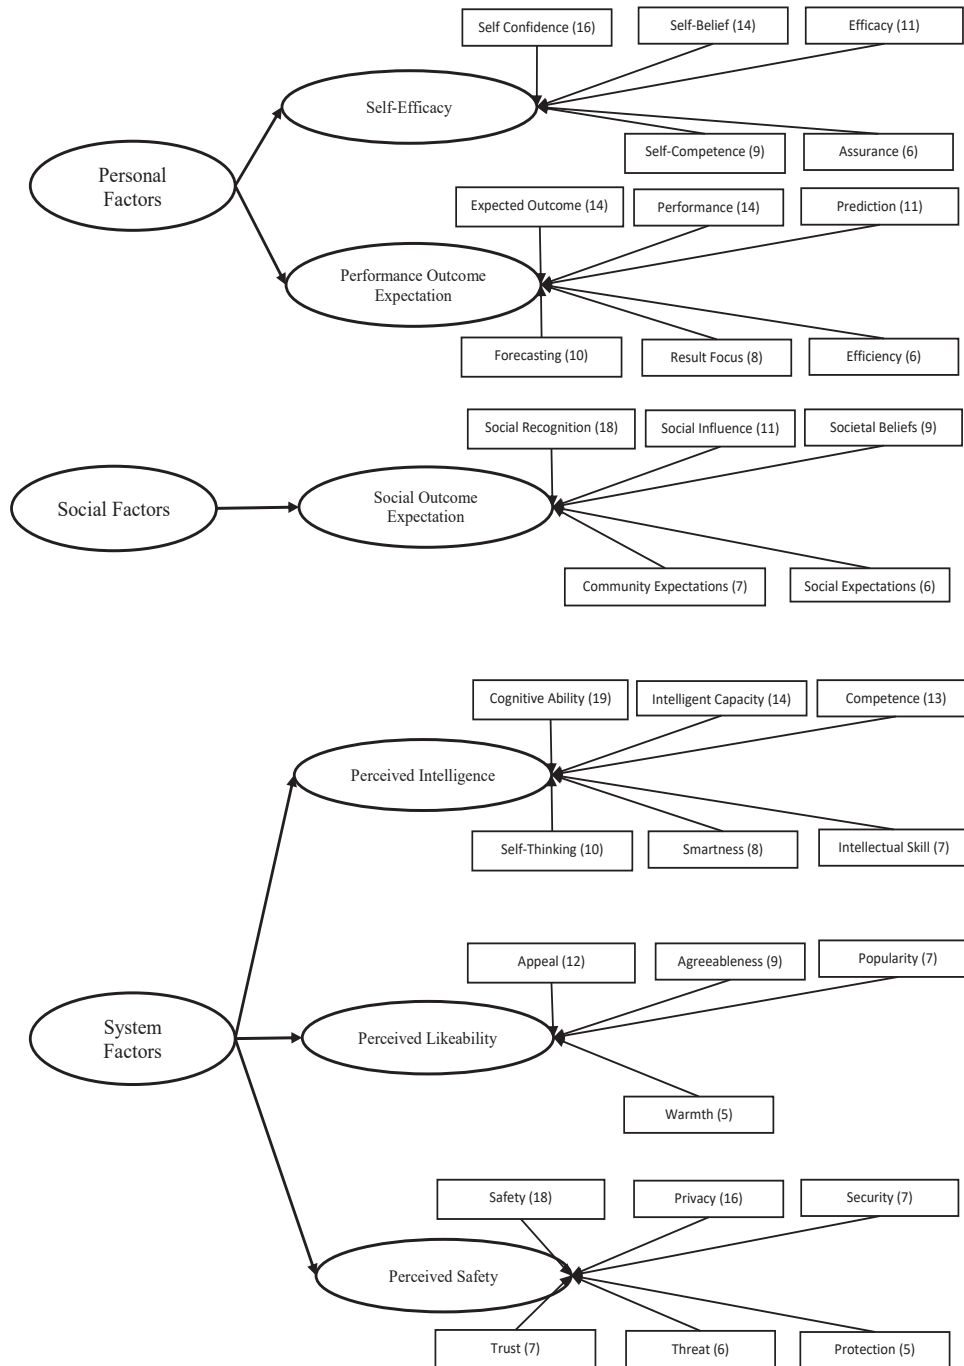 Self Confidence (16)
Self-Belief (14)
Efficacy (11)
Self-Efficacy
Self-Competence (9)
Assurance (6)
Personal
Factors
Expected Outcome (14)
Performance (14)
Prediction (11)
Performance Outcome
Expectation
Forecasting (10)
Result Focus (8)
Efficiency (6)
Social Recognition (18)
Social Influence (11)
Societal Beliefs (9)
Social Factors
Social Outcome
Expectation
Community Expectations (7)
Social Expectations (6)
Cognitive Ability (19)
Intelligent Capacity (14)
Competence (13)
Perceived Intelligence
Self-Thinking (10)
Smartness (8)
Intellectual Skill (7)
Appeal (12)
Agreeableness (9)
Popularity (7)
System
Factors
Perceived Likeability
Warmth (5)
Safety (18)
Privacy (16)
Security (7)
Perceived Safety
Trust (7)
Threat (6)
Protection (5)